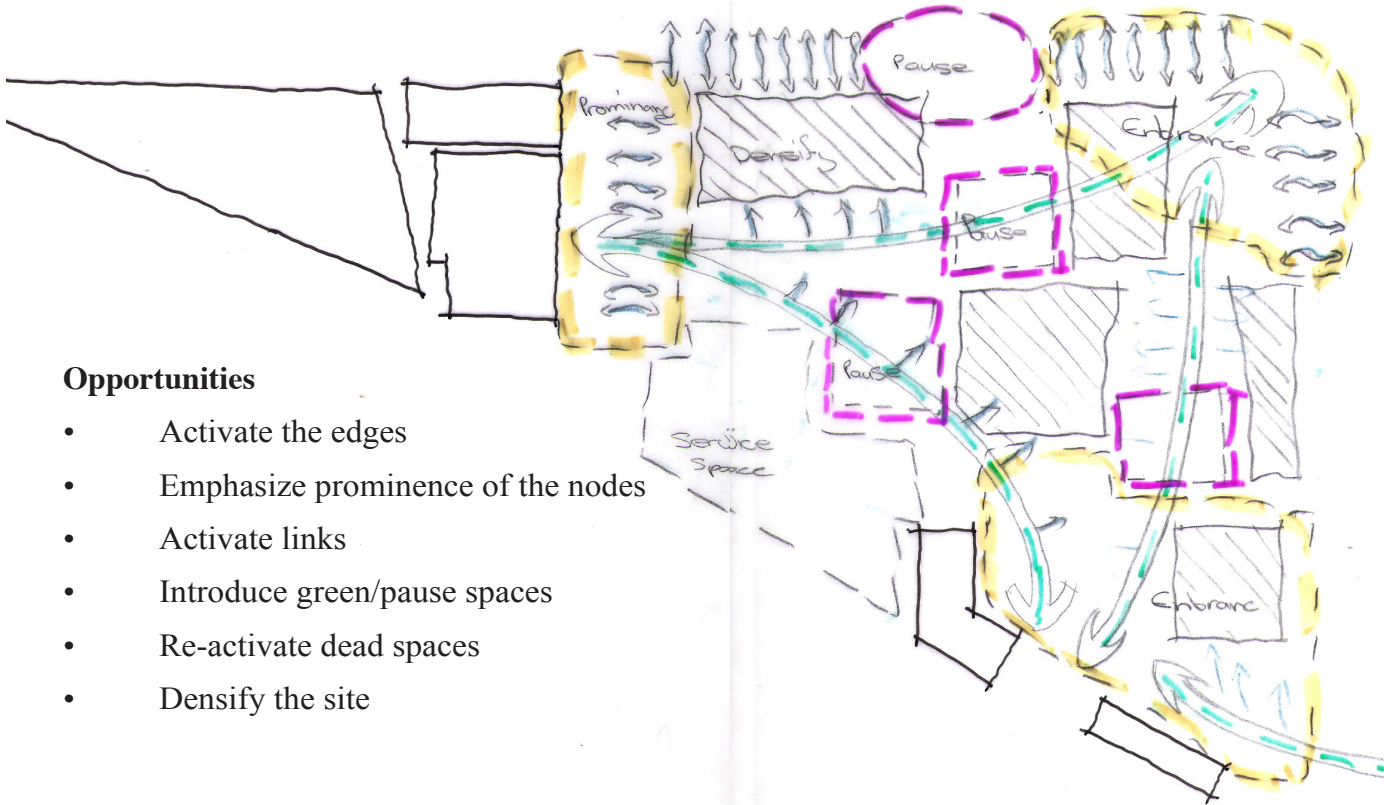 Pause
Prominanc
Entrance
Density
Pause
Pause
Service
Space
Entranc
Opportunities
• Activate the edges
• Emphasize prominence of the nodes
• Activate links
• Introduce green/pause spaces
• Re-activate dead spaces
• Densify the site